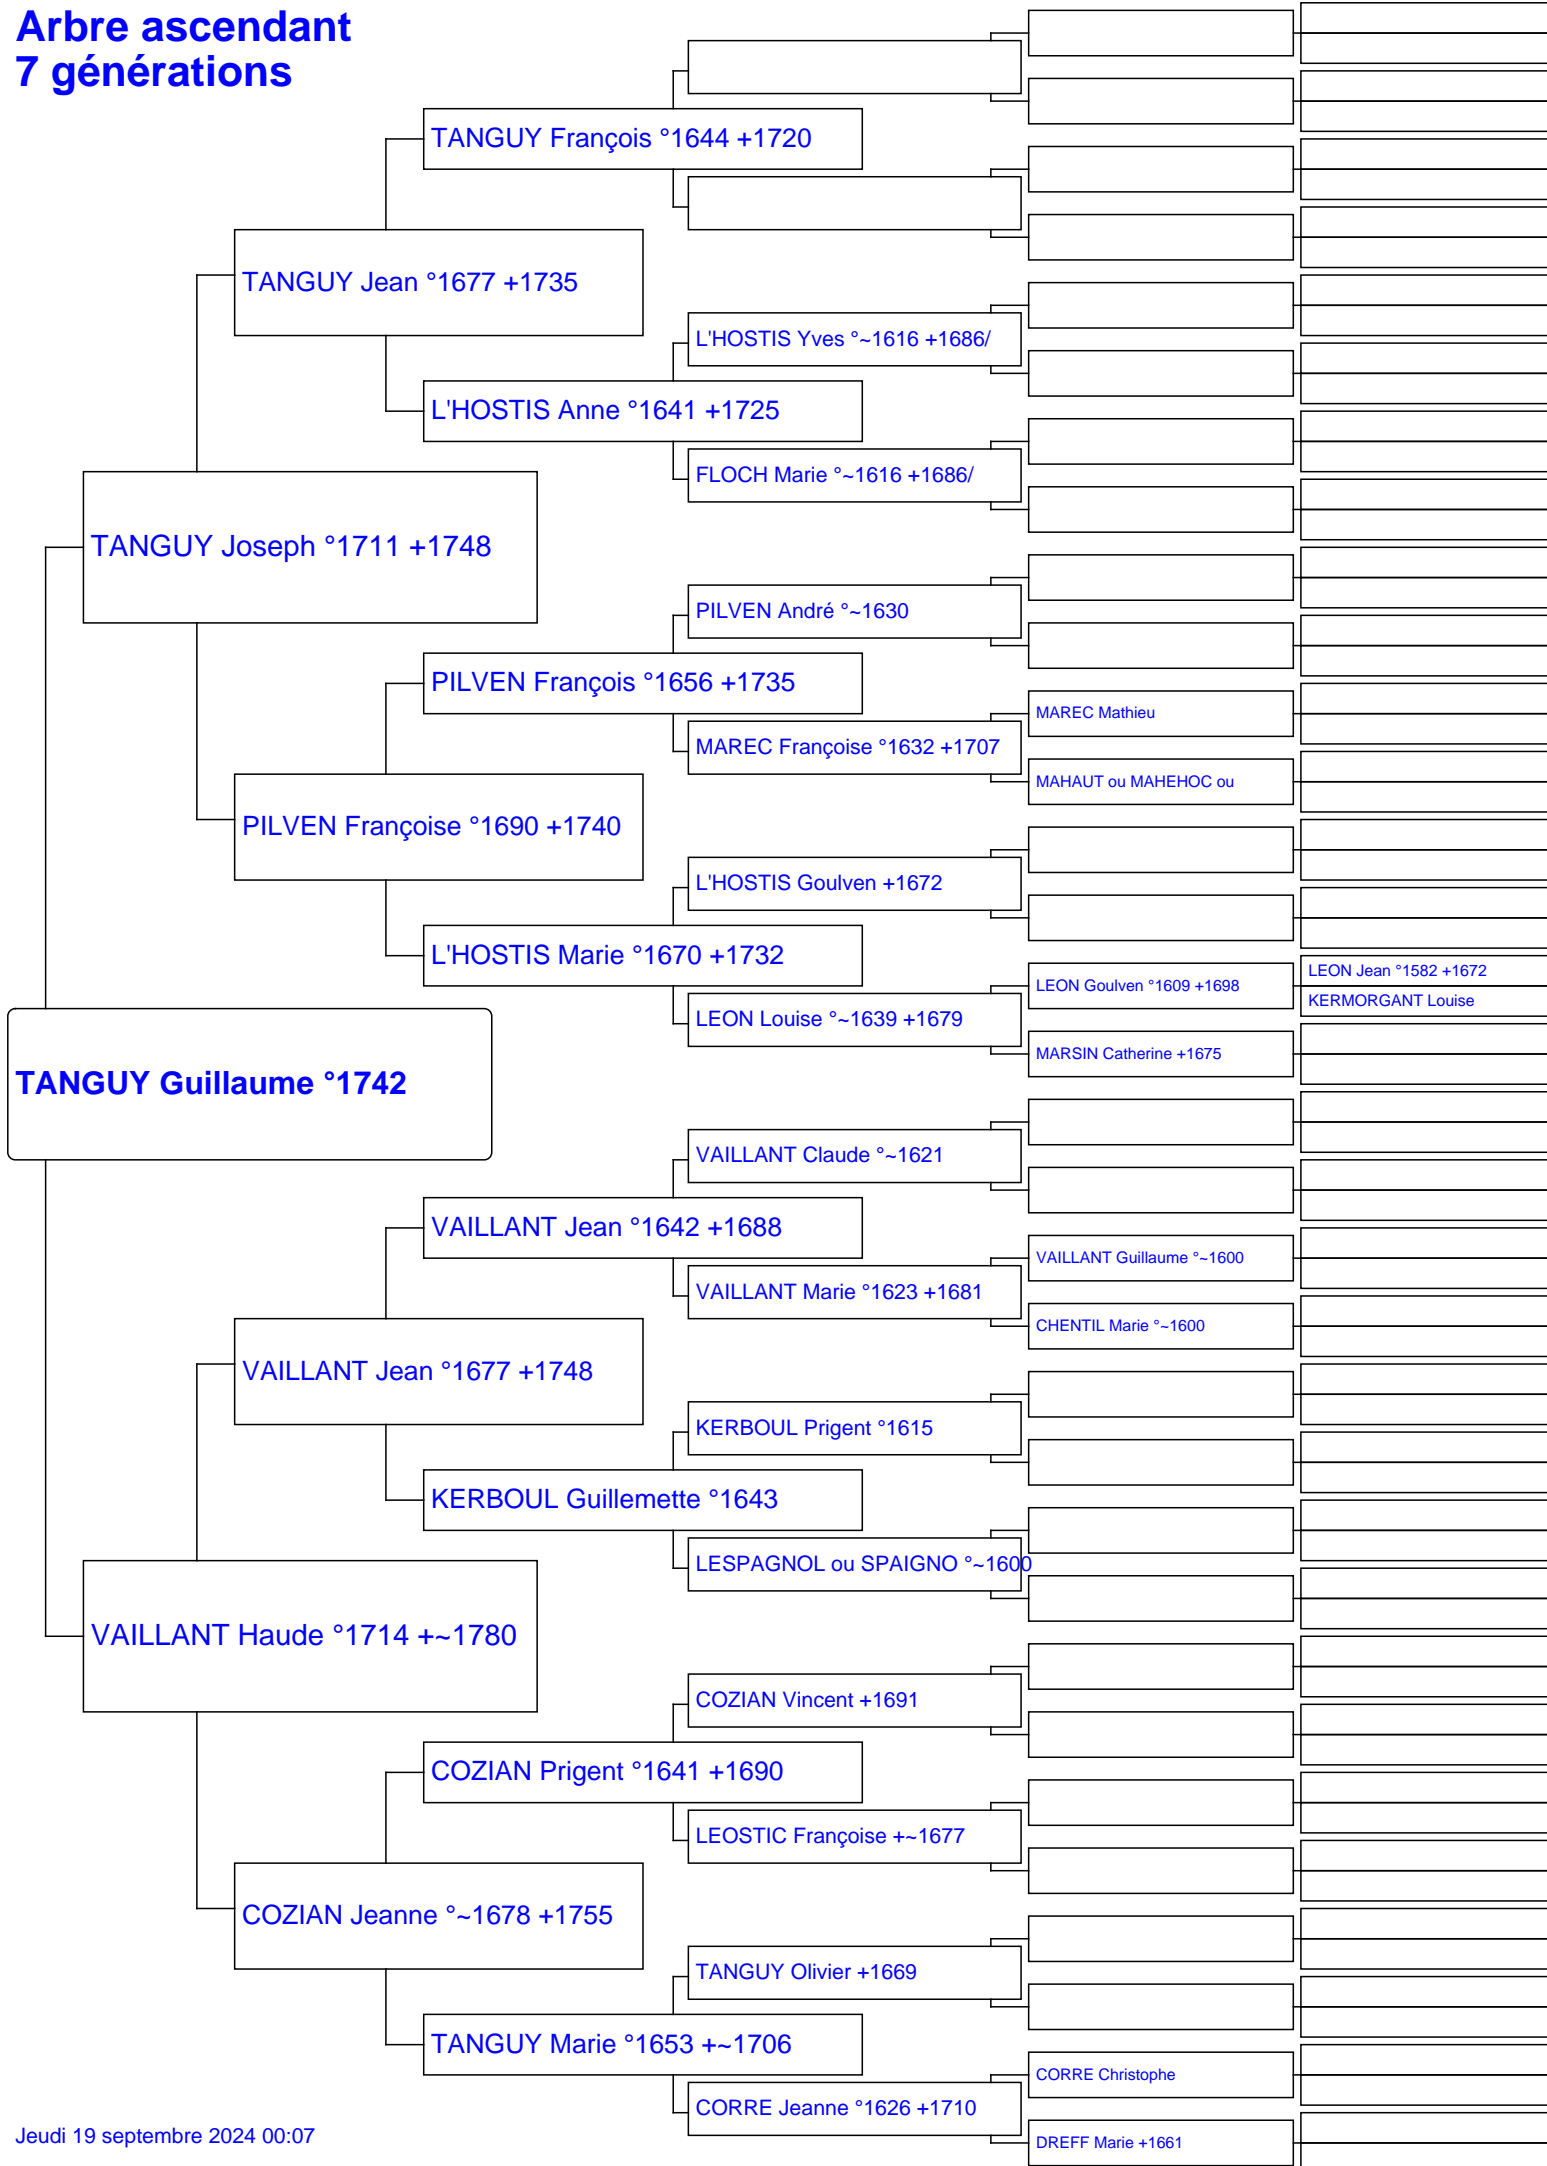 Arbre ascendant
7 générations
TANGUY François °1644 +1720
TANGUY Jean °1677 +1735
L'HOSTIS Yves °~1616 +1686/
L'HOSTIS Anne °1641 +1725
FLOCH Marie °~1616 +1686/
TANGUY Joseph °1711 +1748
PILVEN André °~1630
PILVEN François °1656 +1735
MAREC Mathieu
MAREC Françoise °1632 +1707
MAHAUT ou MAHEHOC ou
PILVEN Françoise °1690 +1740
L'HOSTIS Goulven +1672
L'HOSTIS Marie °1670 +1732
LEON Jean °1582 +1672
LEON Goulven °1609 +1698
KERMORGANT Louise
LEON Louise °~1639 +1679
MARSIN Catherine +1675
TANGUY Guillaume °1742
VAILLANT Claude °~1621
VAILLANT Jean °1642 +1688
VAILLANT Guillaume °~1600
VAILLANT Marie °1623 +1681
CHENTIL Marie °~1600
VAILLANT Jean °1677 +1748
KERBOUL Prigent °1615
KERBOUL Guillemette °1643
LESPAGNOL ou SPAIGNO °~1600
VAILLANT Haude °1714 +~1780
COZIAN Vincent +1691
COZIAN Prigent °1641 +1690
LEOSTIC Françoise +~1677
COZIAN Jeanne °~1678 +1755
TANGUY Olivier +1669
TANGUY Marie °1653 +~1706
CORRE Christophe
CORRE Jeanne °1626 +1710
DREFF Marie +1661
Jeudi 19 septembre 2024 00:07